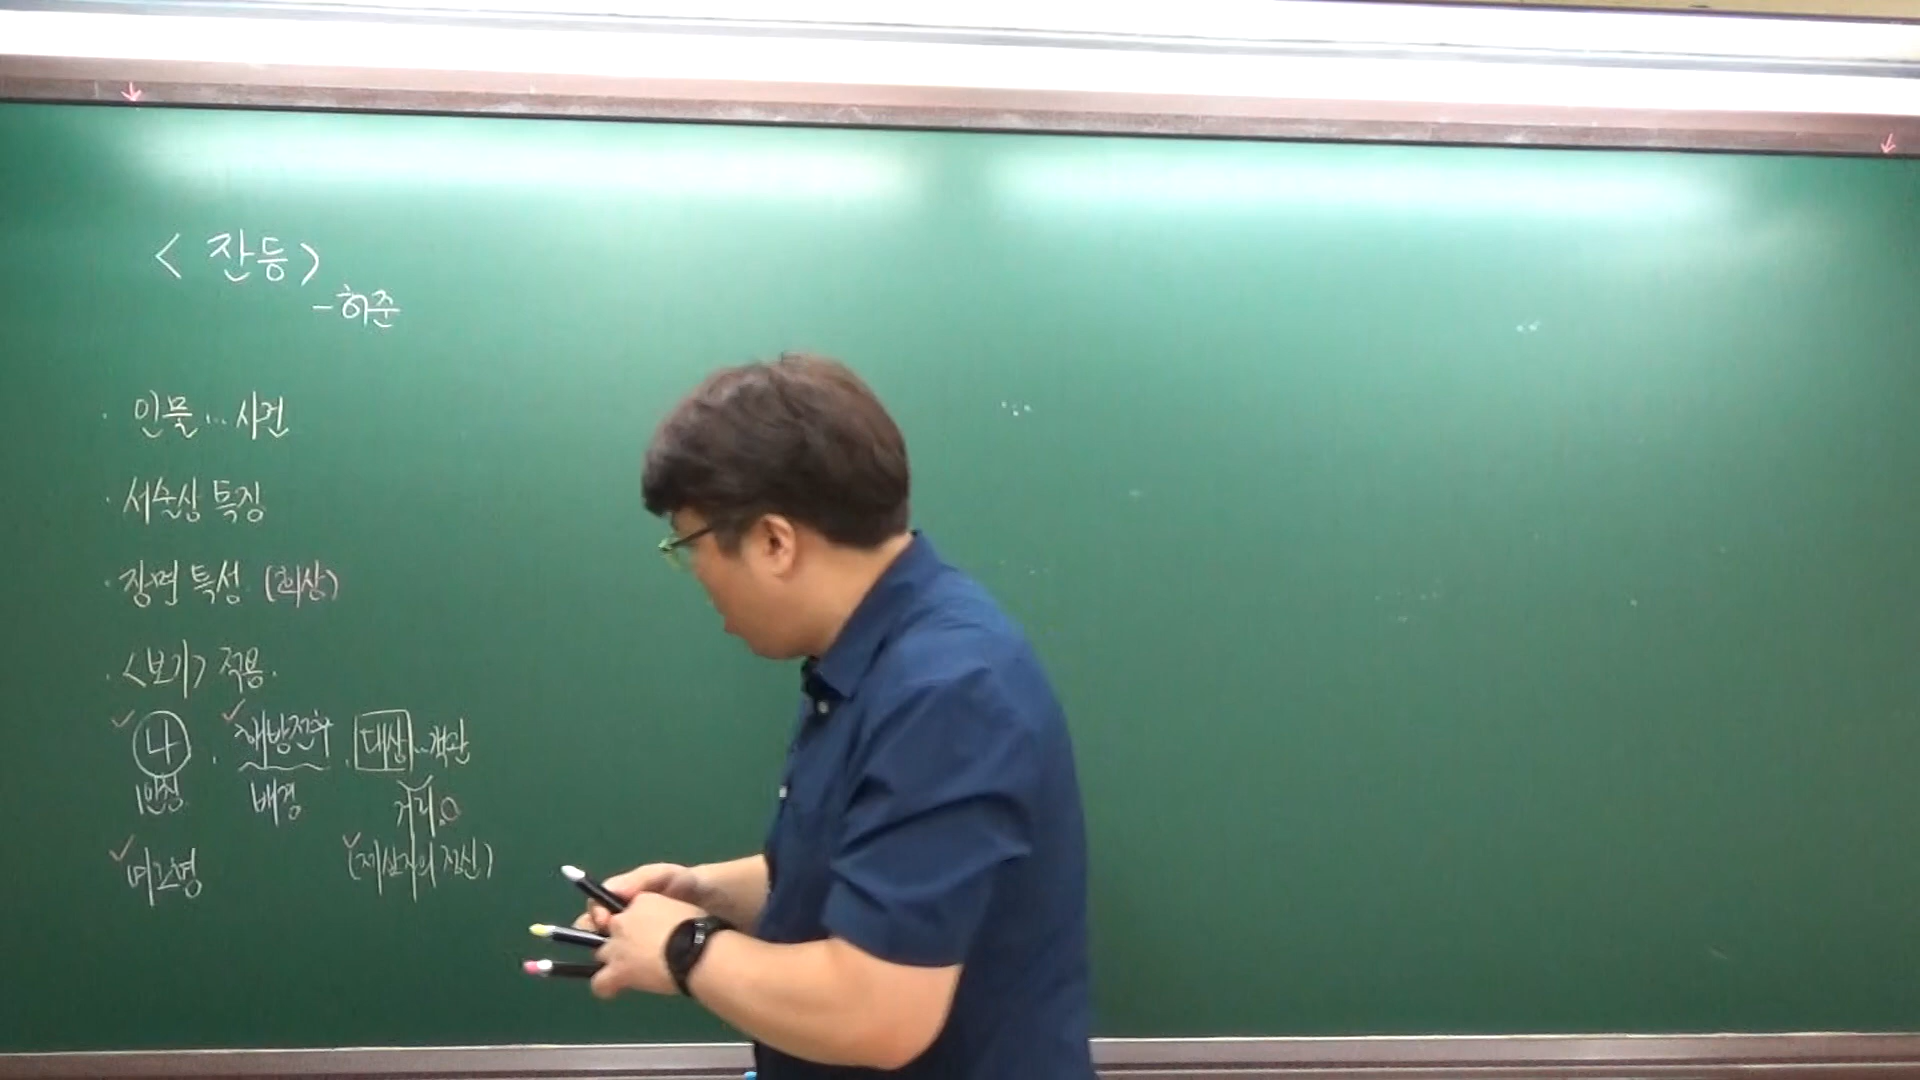 < 잔등 >
- 허준
· 인물 ... 사건
· 서술상 특징
· 장면 특성 (회상)
· <보기> 적용.
✓ 나 . ✓ 해방전후 . 대상 ... 객관
1인칭 배경 거리 ○
✓ 여로형 ✓ (제삼자의 정신)